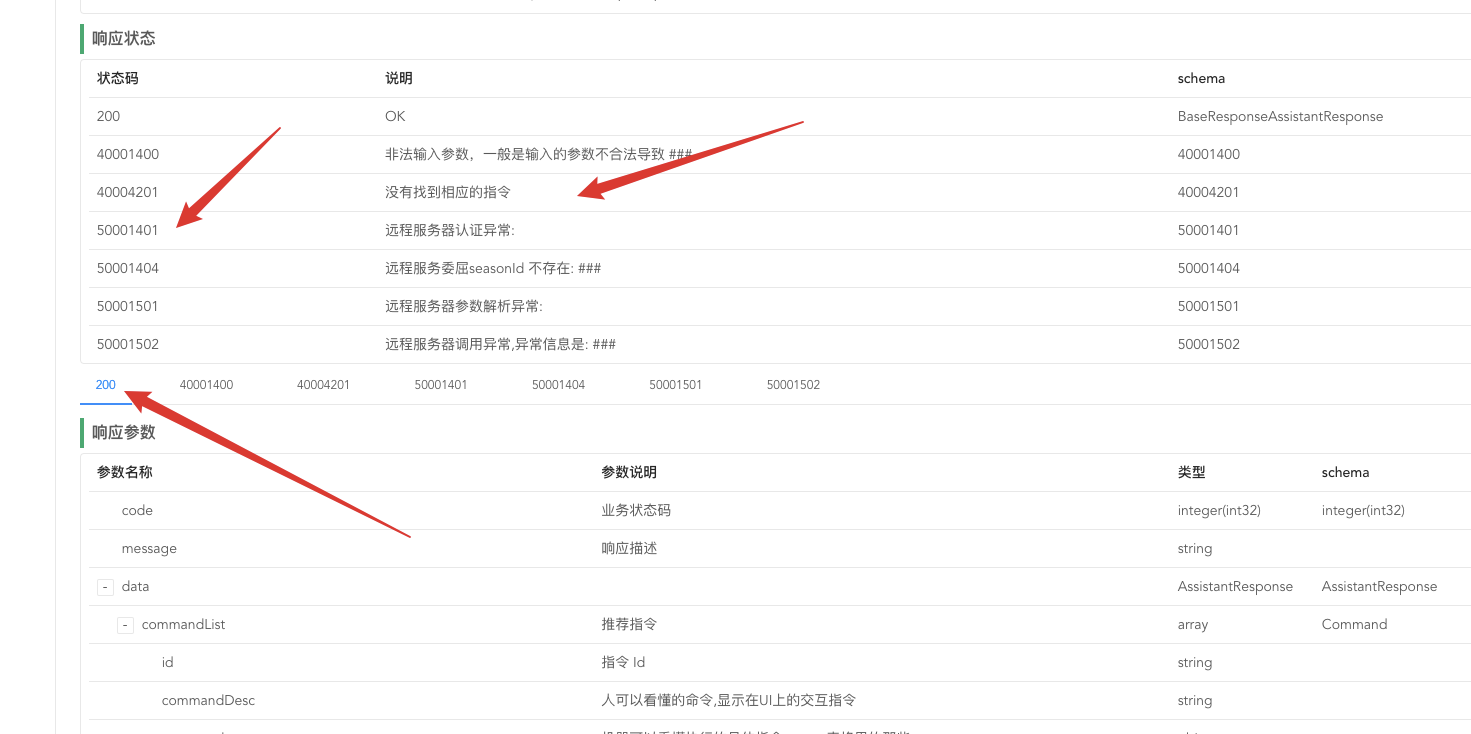 响应状态
状态码 说明 schema
200 OK BaseResponseAssistantResponse
40001400 非法输入参数，一般是输入的参数不合法导致 ### 40001400
40004201 没有找到相应的指令 40004201
50001401 远程服务器认证异常: 50001401
50001404 远程服务委屈seasonId 不存在: ### 50001404
50001501 远程服务器参数解析异常: 50001501
50001502 远程服务器调用异常,异常信息是: ### 50001502
200 40001400 40004201 50001401 50001404 50001501 50001502
响应参数
参数名称 参数说明 类型 schema
code 业务状态码 integer(int32) integer(int32)
message 响应描述 string
- data AssistantResponse AssistantResponse
- commandList 推荐指令 array Command
id 指令 Id string
commandDesc 人可以看懂的命令,显示在UI上的交互指令 string